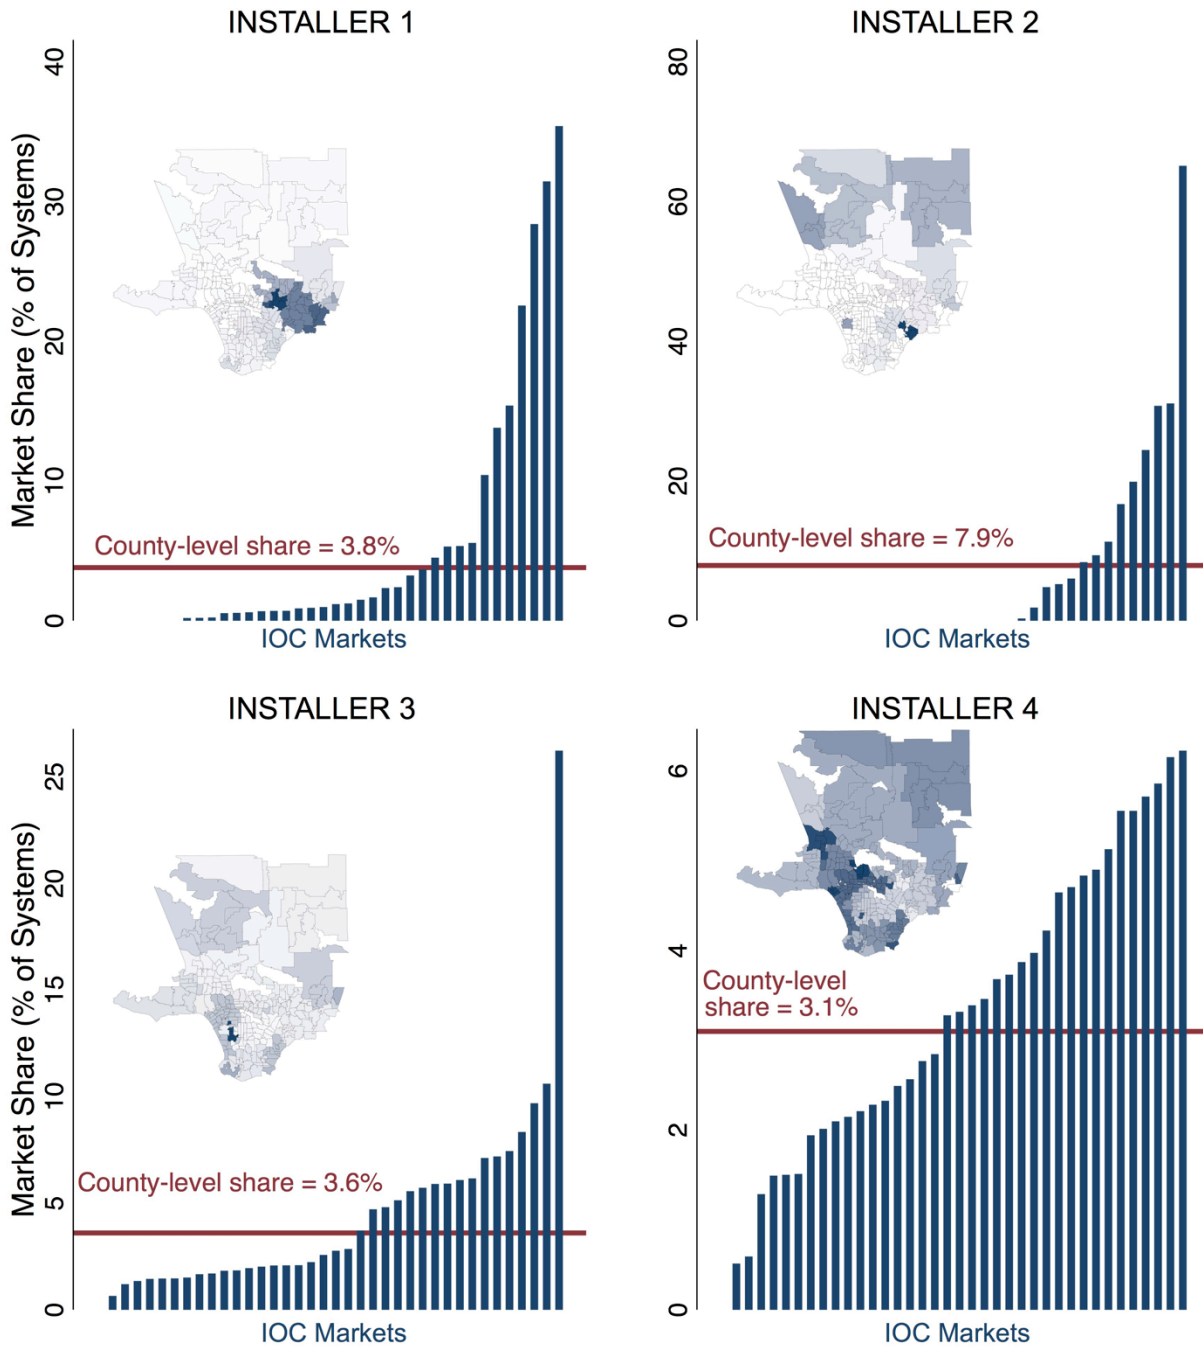 INSTALLER 1
Market Share (% of Systems)
40
30
20
10
0
County-level share = 3.8%
IOC Markets
INSTALLER 2
80
60
40
20
0
County-level share = 7.9%
IOC Markets
INSTALLER 3
Market Share (% of Systems)
25
20
15
10
5
0
County-level share = 3.6%
IOC Markets
INSTALLER 4
6
4
2
0
County-level
share = 3.1%
IOC Markets